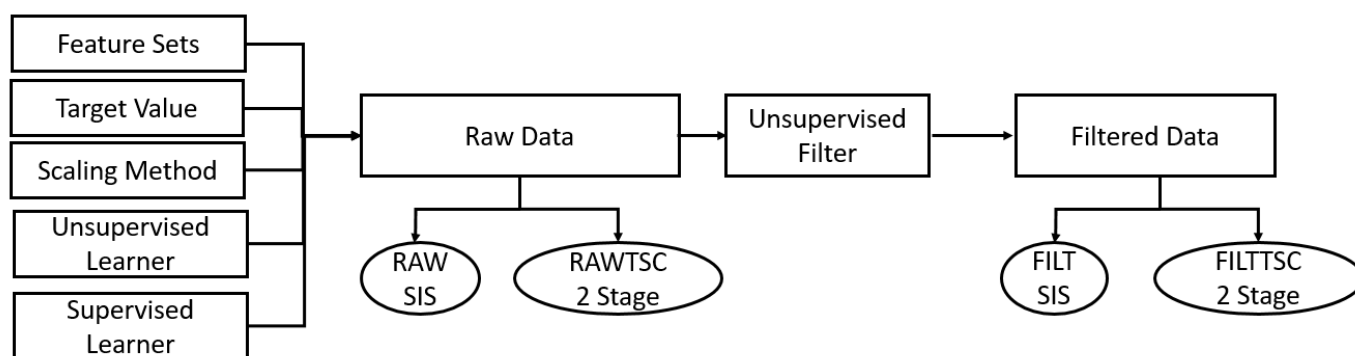 Feature Sets
Target Value
Scaling Method
Unsupervised
Learner
Supervised
Learner
Raw Data
RAW
SIS
RAWTSC
2 Stage
Unsupervised
Filter
Filtered Data
FILT
SIS
FILTTSC
2 Stage